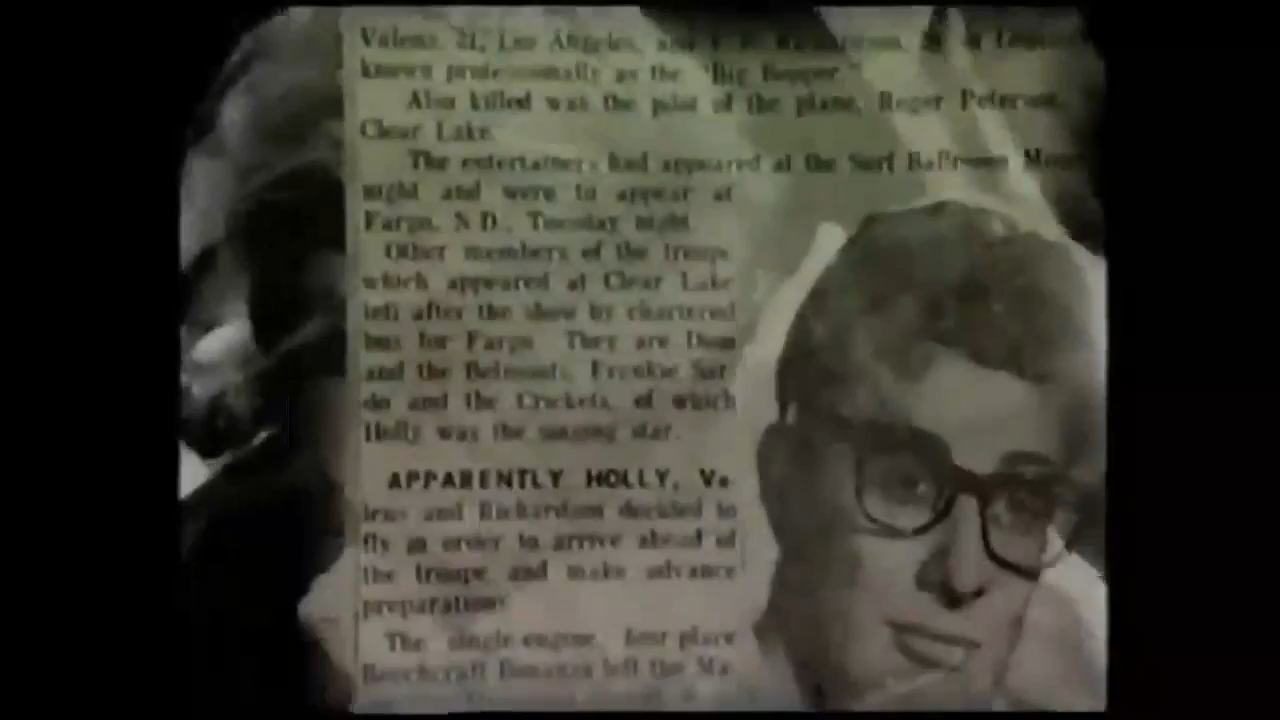 Valens, 21, Los Angeles, and
known professionally as the "Big Bopper."
Also killed was the pilot of the plane, Roger Peterson,
Clear Lake.
The entertainers had appeared at the Surf Ballroom
night and were to appear at
Fargo, N.D., Tuesday night.
Other members of the troupe
which appeared at Clear Lake
left after the show by chartered
bus for Fargo. They are Dion
and the Belmonts, Frankie Sar-
do and the Crickets, of which
Holly was the singing star.
APPARENTLY HOLLY, Va-
lens and Richardson decided to
fly in order to arrive ahead of
the troupe and make advance
preparations
The single-engine, four-place
Beechcraft Bonanza left the Ma-